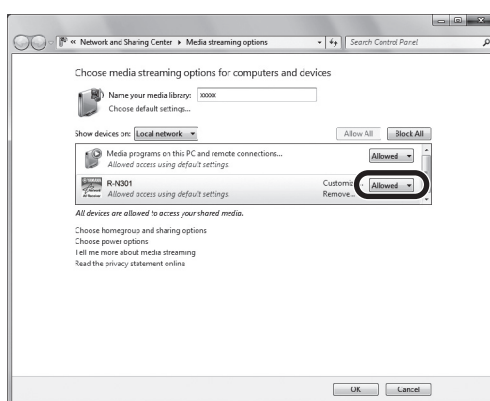 « Network and Sharing Center ▸ Media streaming options
Search Control Panel
Choose media streaming options for computers and devices
Name your media library: xxxxx
Choose default settings...
Show devices on: Local network
Allow All
Block All
Media programs on this PC and remote connections...
Allowed access using default settings.
Allowed
R-N301
Allowed access using default settings.
Customiz
Remove...
Allowed
All devices are allowed to access your shared media.
Choose homegroup and sharing options
Choose power options
Tell me more about media streaming
Read the privacy statement online
OK
Cancel